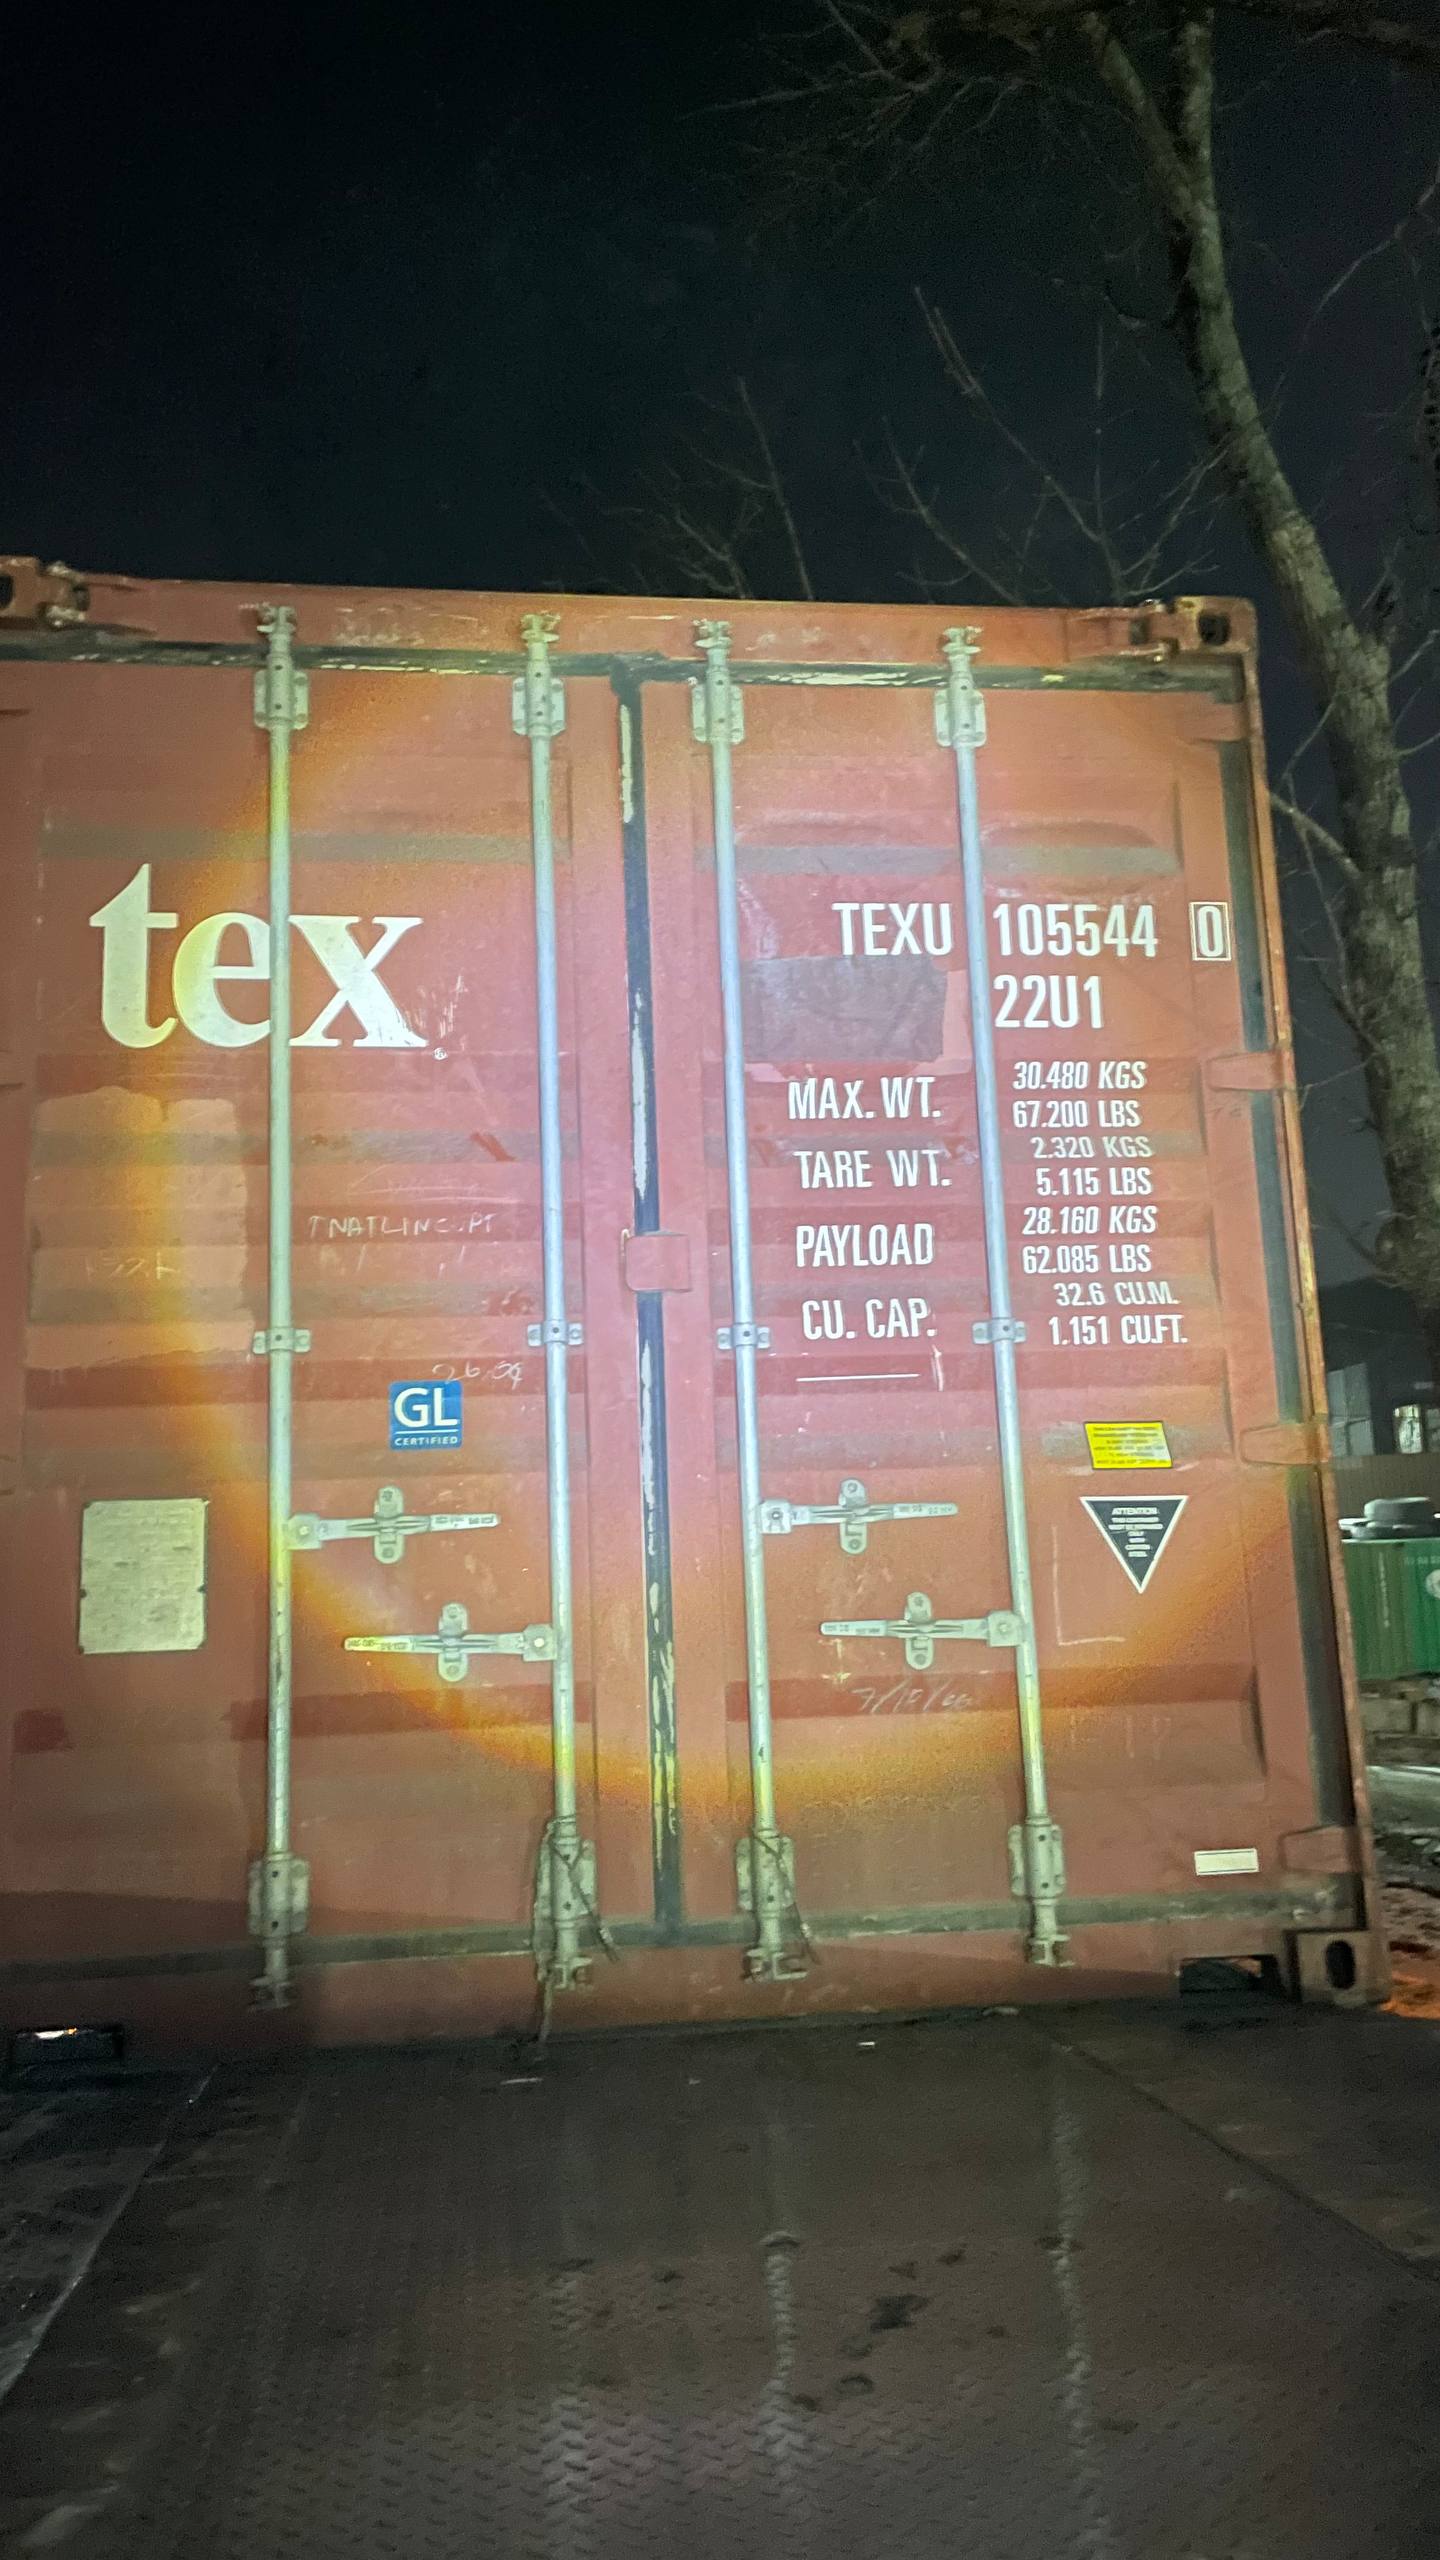 tex
TEXU 105544 0
22U1
MAX. WT. 30.480 KGS
67.200 LBS
TARE WT. 2.320 KGS
5.115 LBS
PAYLOAD 28.160 KGS
62.085 LBS
CU. CAP. 32.6 CU.M.
1.151 CU.FT.
GL
CERTIFIED
ATTENTION